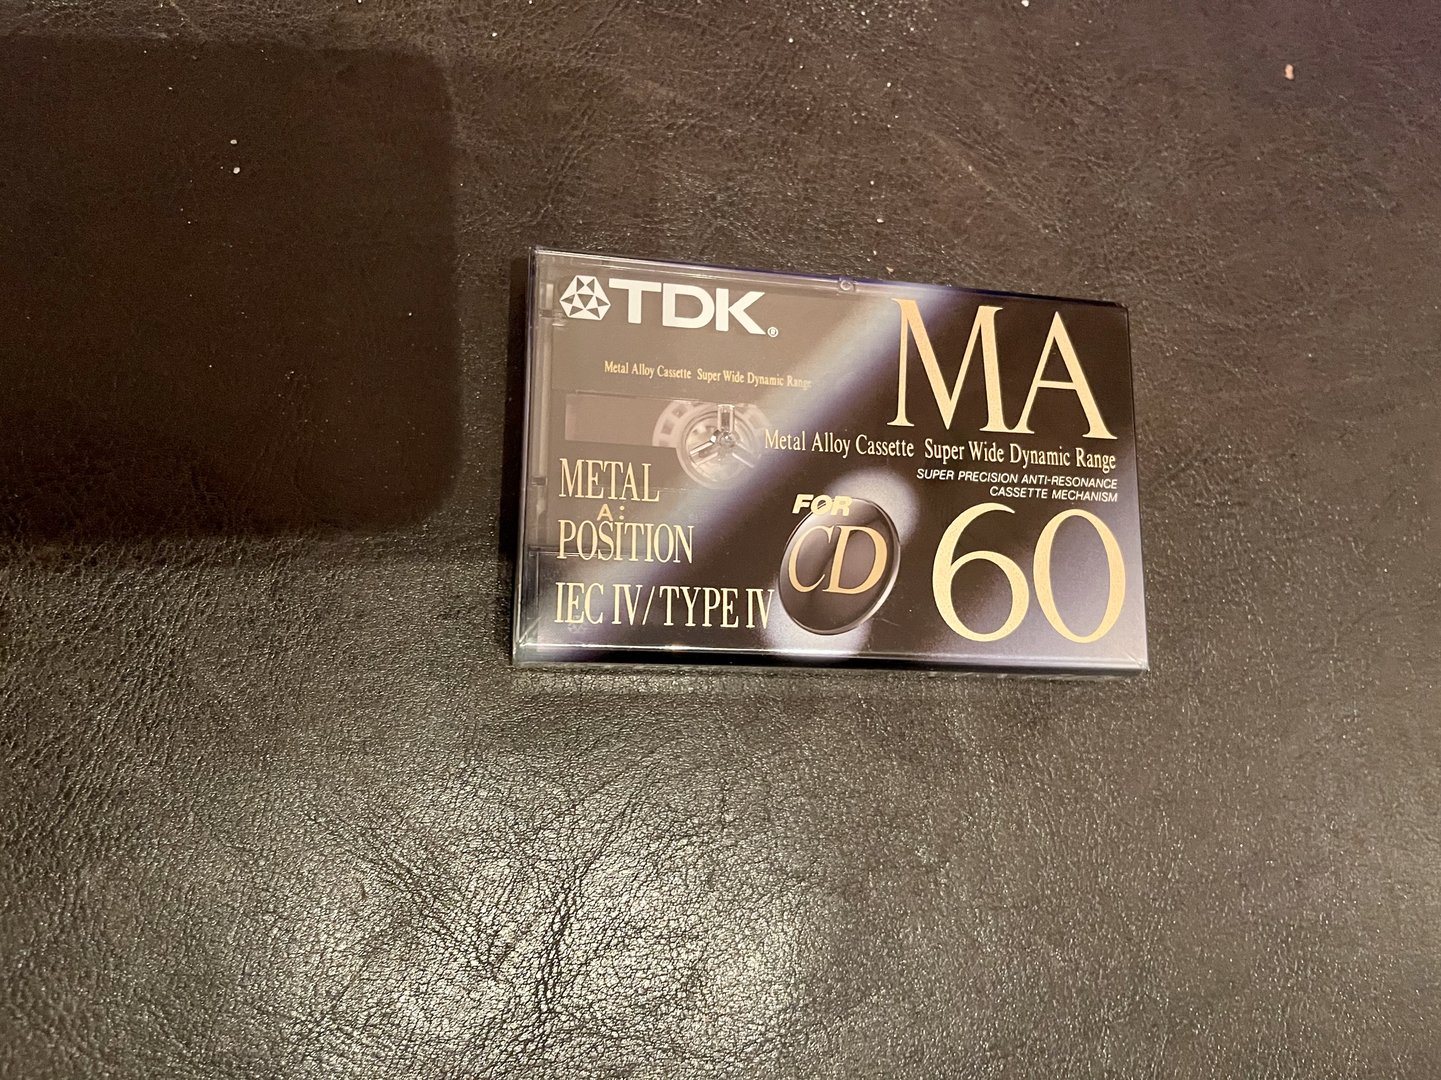 TDK®
MA
Metal Alloy Cassette Super Wide Dynamic Range
Metal Alloy Cassette Super Wide Dynamic Range
SUPER PRECISION ANTI-RESONANCE
CASSETTE MECHANISM
METAL
A:
POSITION
IEC IV/TYPE IV
FOR
CD
60